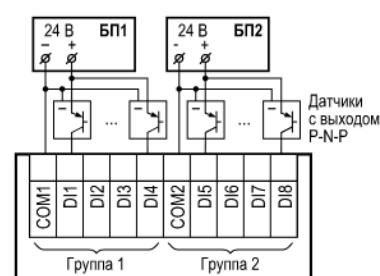 24 В БП1
– +
24 В БП2
- +
Датчики
с выходом
P-N-P
– ... – – ... –
COM1 DI1 DI2 DI3 DI4 COM2 DI5 DI6 DI7 DI8
Группа 1 Группа 2